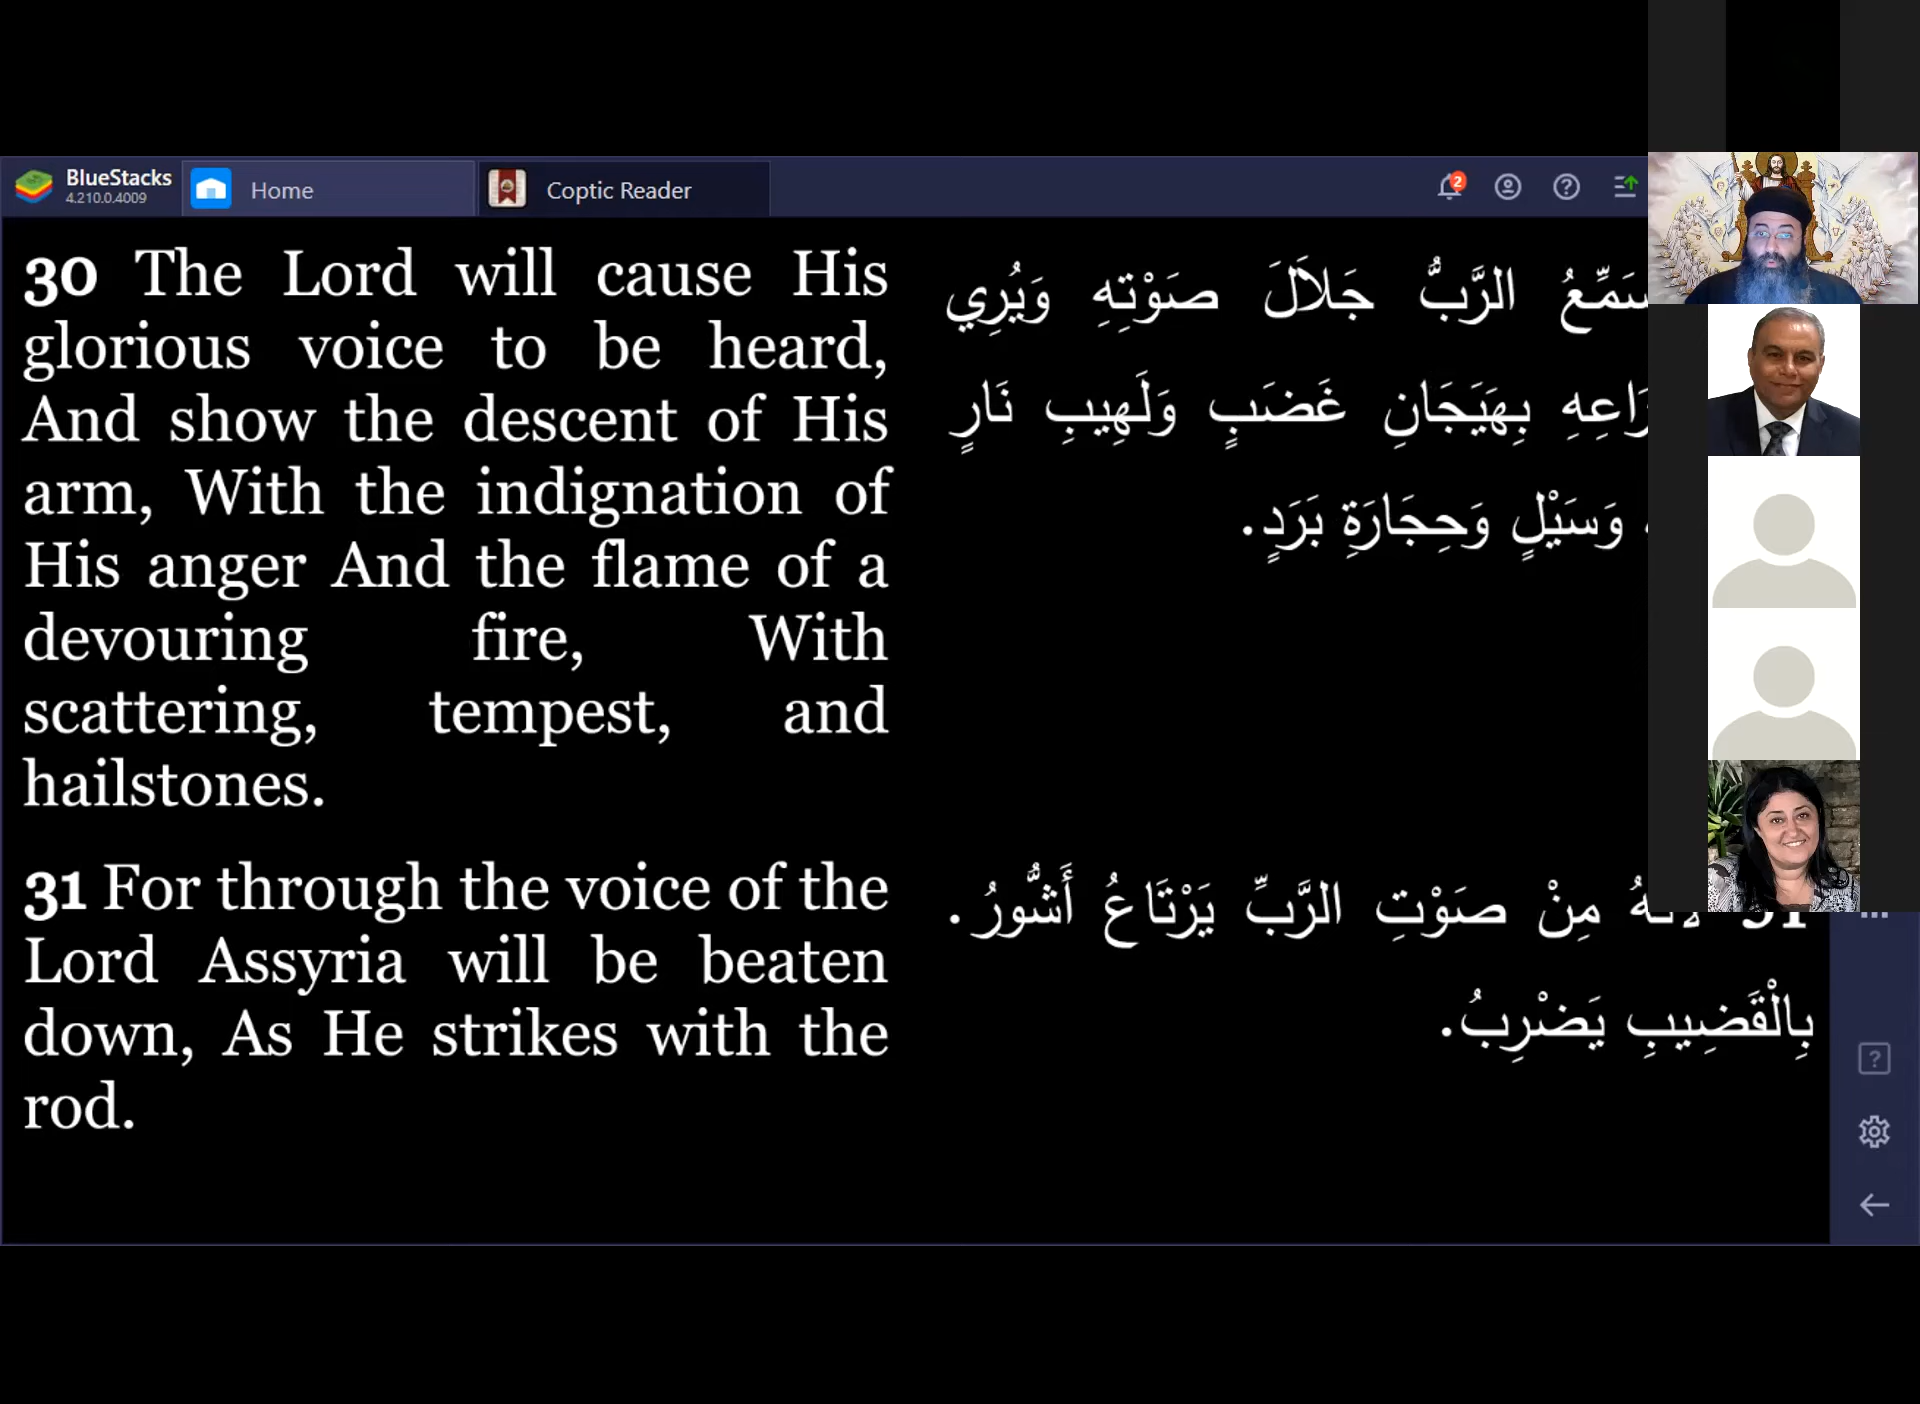 BlueStacks
4.210.0.4009
Home
Coptic Reader
2
30 The Lord will cause His
glorious voice to be heard,
And show the descent of His
arm, With the indignation of
His anger And the flame of a
devouring fire, With
scattering, tempest, and
hailstones.
31 For through the voice of the
Lord Assyria will be beaten
down, As He strikes with the
rod.
الرَّبُّ جَلاَلَ صَوْتِهِ وَيُرِي
بِهَيَجَانِ غَضَبٍ وَلَهِيبِ نَارٍ
وَسَيْلٍ وَحِجَارَةِ بَرَدٍ.
مِنْ صَوْتِ الرَّبِّ يَرْتَاعُ أَشُّورُ.
بِالْقَضِيبِ يَضْرِبُ.